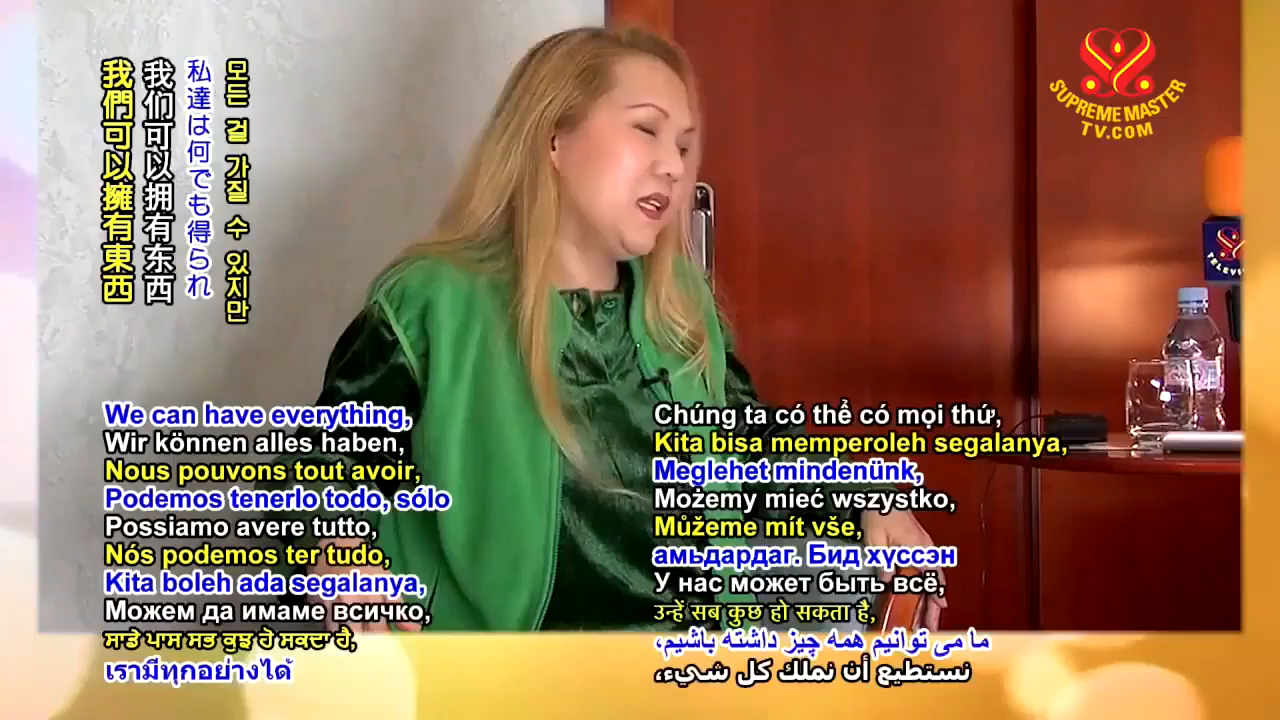 我們可以擁有東西
我们可以拥有东西
私達は何でも得られ
모든 걸 가질 수 있지만
SUPREME MASTER
TV.COM
TELEVI
We can have everything,
Wir können alles haben,
Nous pouvons tout avoir,
Podemos tenerlo todo, sólo
Possiamo avere tutto,
Nós podemos ter tudo,
Kita boleh ada segalanya,
Можем да имаме всичко,
ਸਾਡੇ ਪਾਸ ਸਭ ਕੁਝ ਹੋ ਸਕਦਾ ਹੈ,
เรามีทุกอย่างได้
Chúng ta có thể có mọi thứ,
Kita bisa memperoleh segalanya,
Meglehet mindenünk,
Możemy mieć wszystko,
Můžeme mít vše,
амьдардаг. Бид хүссэн
У нас может быть всё,
उन्हें सब कुछ हो सकता है,
ما می توانیم همه چیز داشته باشیم،
نستطيع أن نملك كل شيء،